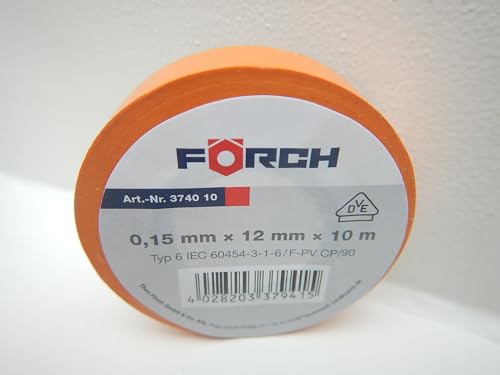 FÖRCH
Art.-Nr. 3740 10
DVE
0,15 mm × 12 mm × 10 m
Typ 6 IEC 60454-3-1-6/F-PV CP/90
4 028203 379415